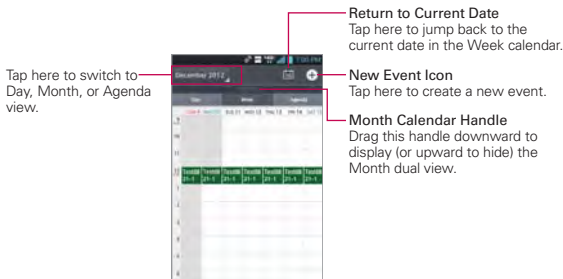 Return to Current Date
Tap here to jump back to the
current date in the Week calendar.
Tap here to switch to
Day, Month, or Agenda
view.
New Event Icon
Tap here to create a new event.
Month Calendar Handle
Drag this handle downward to
display (or upward to hide) the
Month dual view.
7:00 PM
December 2012
Day Week Agenda